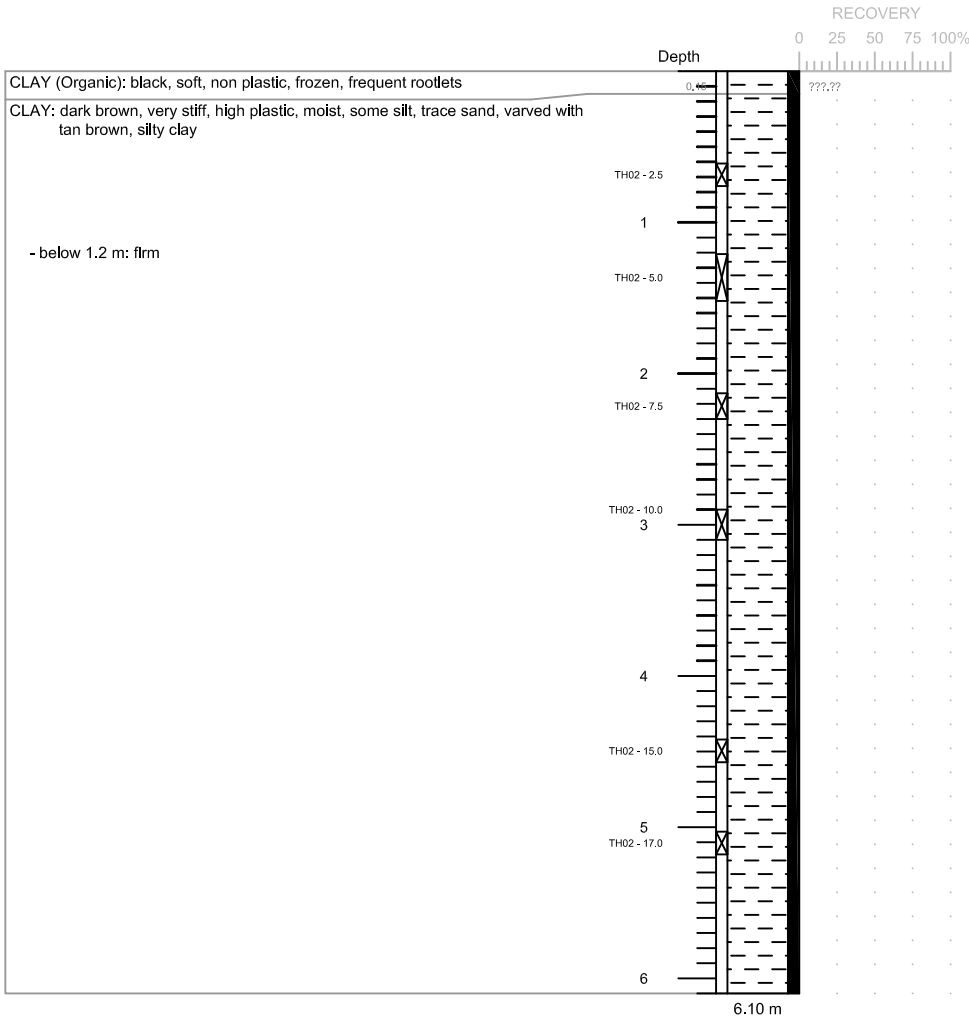 RECOVERY
0 25 50 75 100%
Depth
CLAY (Organic): black, soft, non plastic, frozen, frequent rootlets
0.15
???.??
CLAY: dark brown, very stiff, high plastic, moist, some silt, trace sand, varved with
tan brown, silty clay
TH02 - 2.5
1
- below 1.2 m: firm
TH02 - 5.0
2
TH02 - 7.5
TH02 - 10.0
3
4
TH02 - 15.0
5
TH02 - 17.0
6
6.10 m